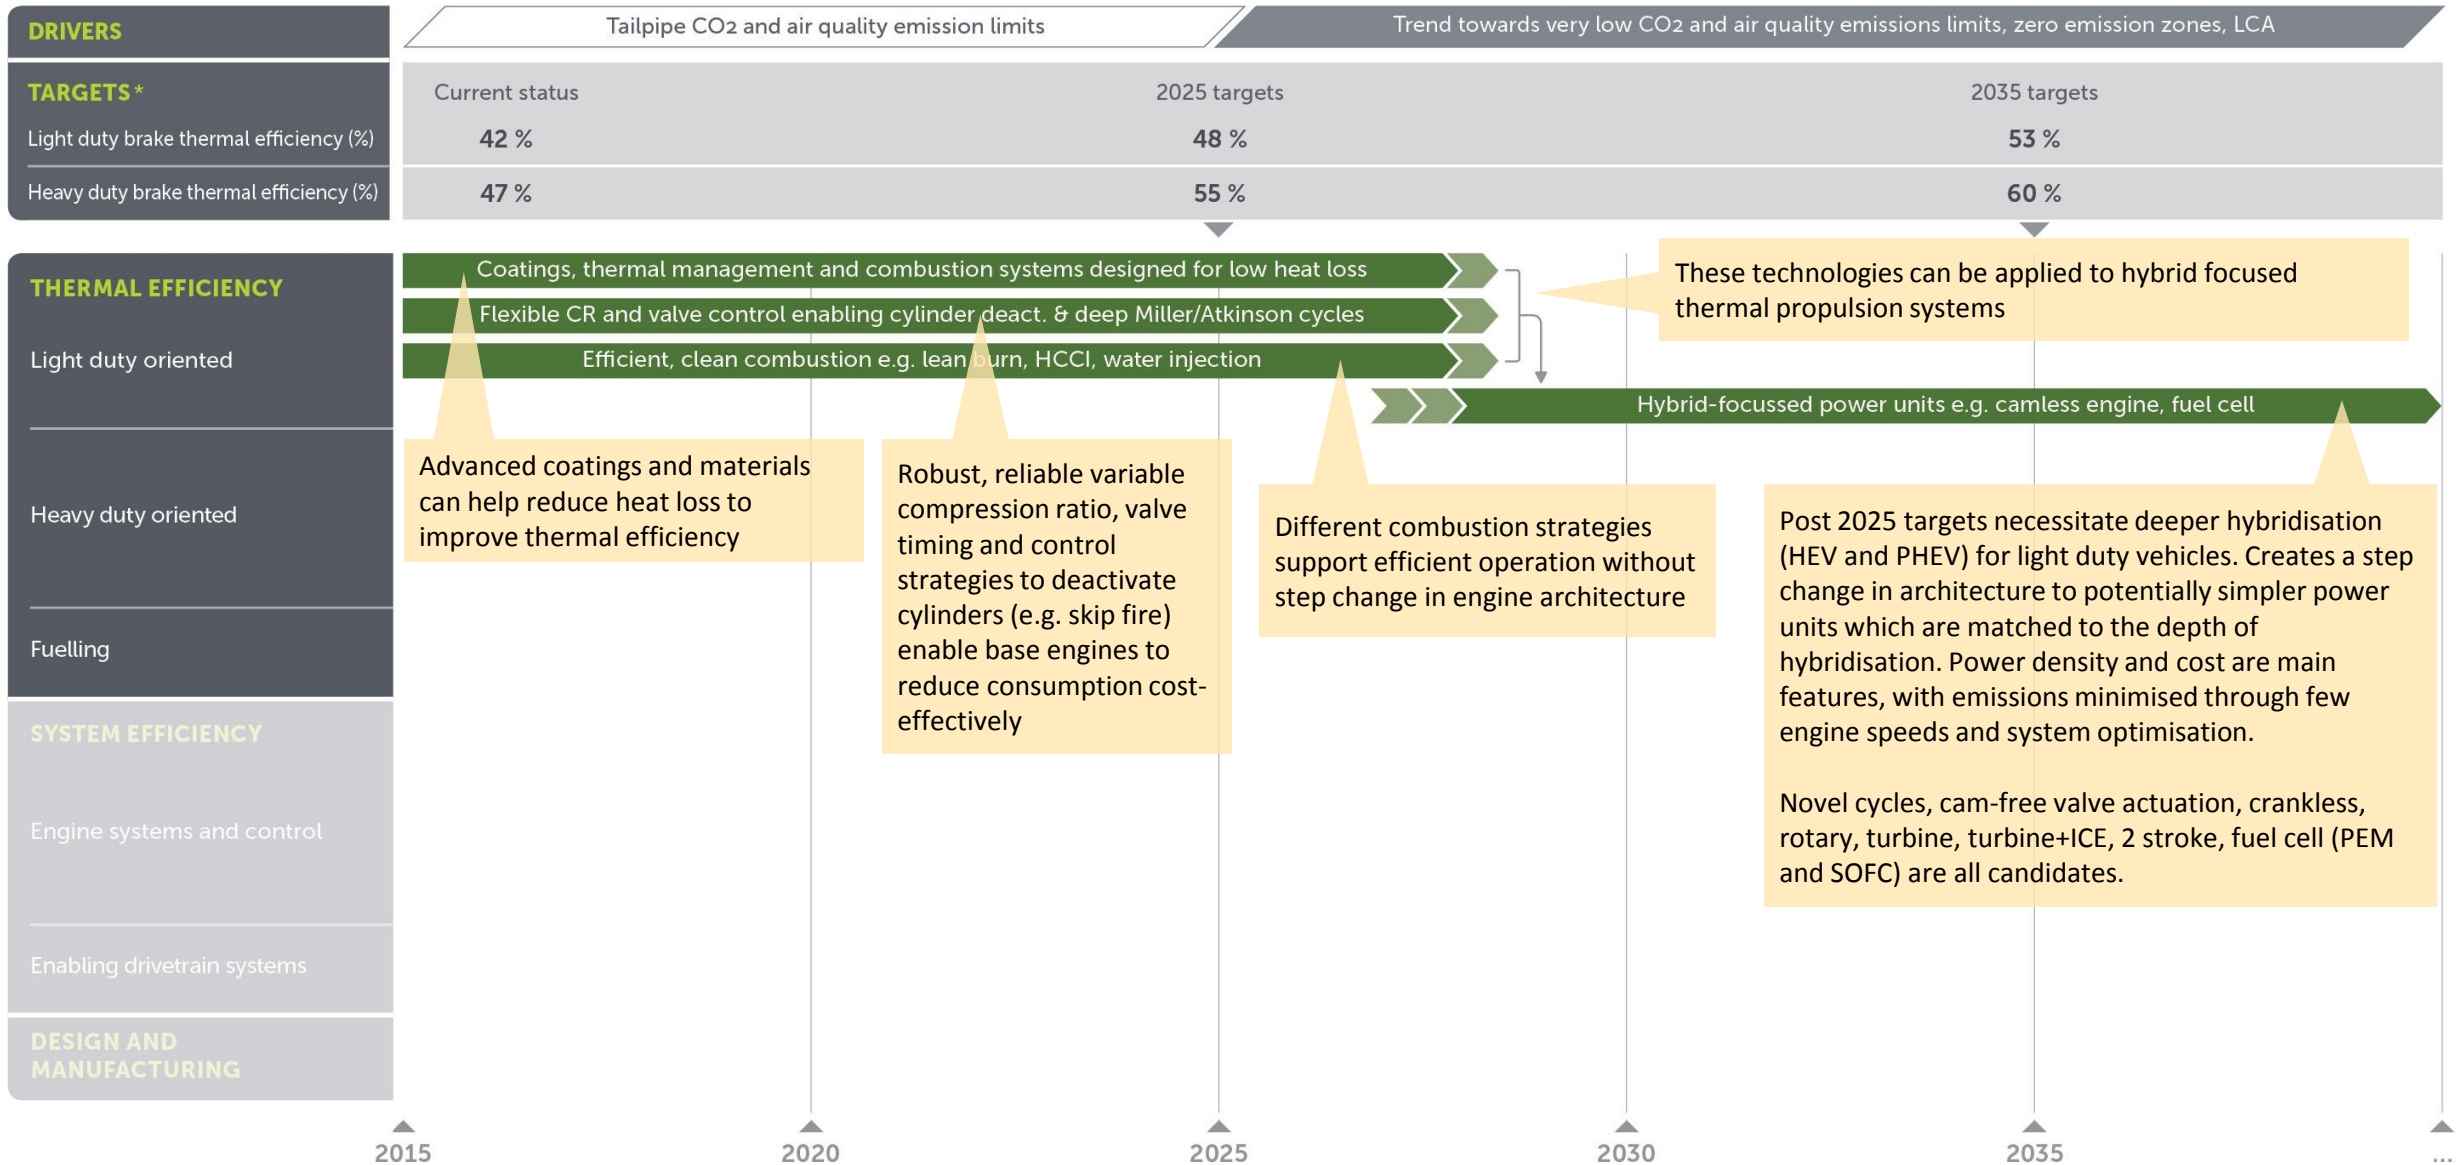 DRIVERS
Tailpipe CO2 and air quality emission limits
Trend towards very low CO2 and air quality emissions limits, zero emission zones, LCA
TARGETS*
Current status
2025 targets
2035 targets
Light duty brake thermal efficiency (%)
42 %
48 %
53 %
Heavy duty brake thermal efficiency (%)
47 %
55 %
60 %
THERMAL EFFICIENCY
Light duty oriented
Heavy duty oriented
Fuelling
SYSTEM EFFICIENCY
Engine systems and control
Enabling drivetrain systems
DESIGN AND
MANUFACTURING
Coatings, thermal management and combustion systems designed for low heat loss
Flexible CR and valve control enabling cylinder deact. & deep Miller/Atkinson cycles
Efficient, clean combustion e.g. lean burn, HCCI, water injection
Hybrid-focussed power units e.g. camless engine, fuel cell
These technologies can be applied to hybrid focused
thermal propulsion systems
Advanced coatings and materials
can help reduce heat loss to
improve thermal efficiency
Robust, reliable variable
compression ratio, valve
timing and control
strategies to deactivate
cylinders (e.g. skip fire)
enable base engines to
reduce consumption cost-
effectively
Different combustion strategies
support efficient operation without
step change in engine architecture
Post 2025 targets necessitate deeper hybridisation
(HEV and PHEV) for light duty vehicles. Creates a step
change in architecture to potentially simpler power
units which are matched to the depth of
hybridisation. Power density and cost are main
features, with emissions minimised through few
engine speeds and system optimisation.
Novel cycles, cam-free valve actuation, crankless,
rotary, turbine, turbine+ICE, 2 stroke, fuel cell (PEM
and SOFC) are all candidates.
2015
2020
2025
2030
2035
...